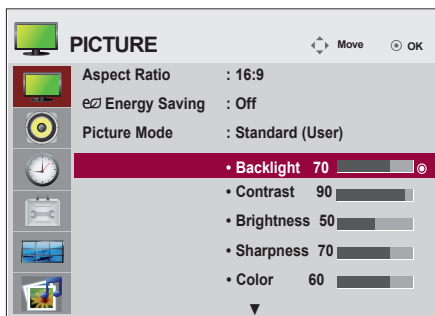 PICTURE
Move
OK
Aspect Ratio : 16:9
Energy Saving : Off
Picture Mode : Standard (User)
• Backlight 70
• Contrast 90
• Brightness 50
• Sharpness 70
• Color 60
▼